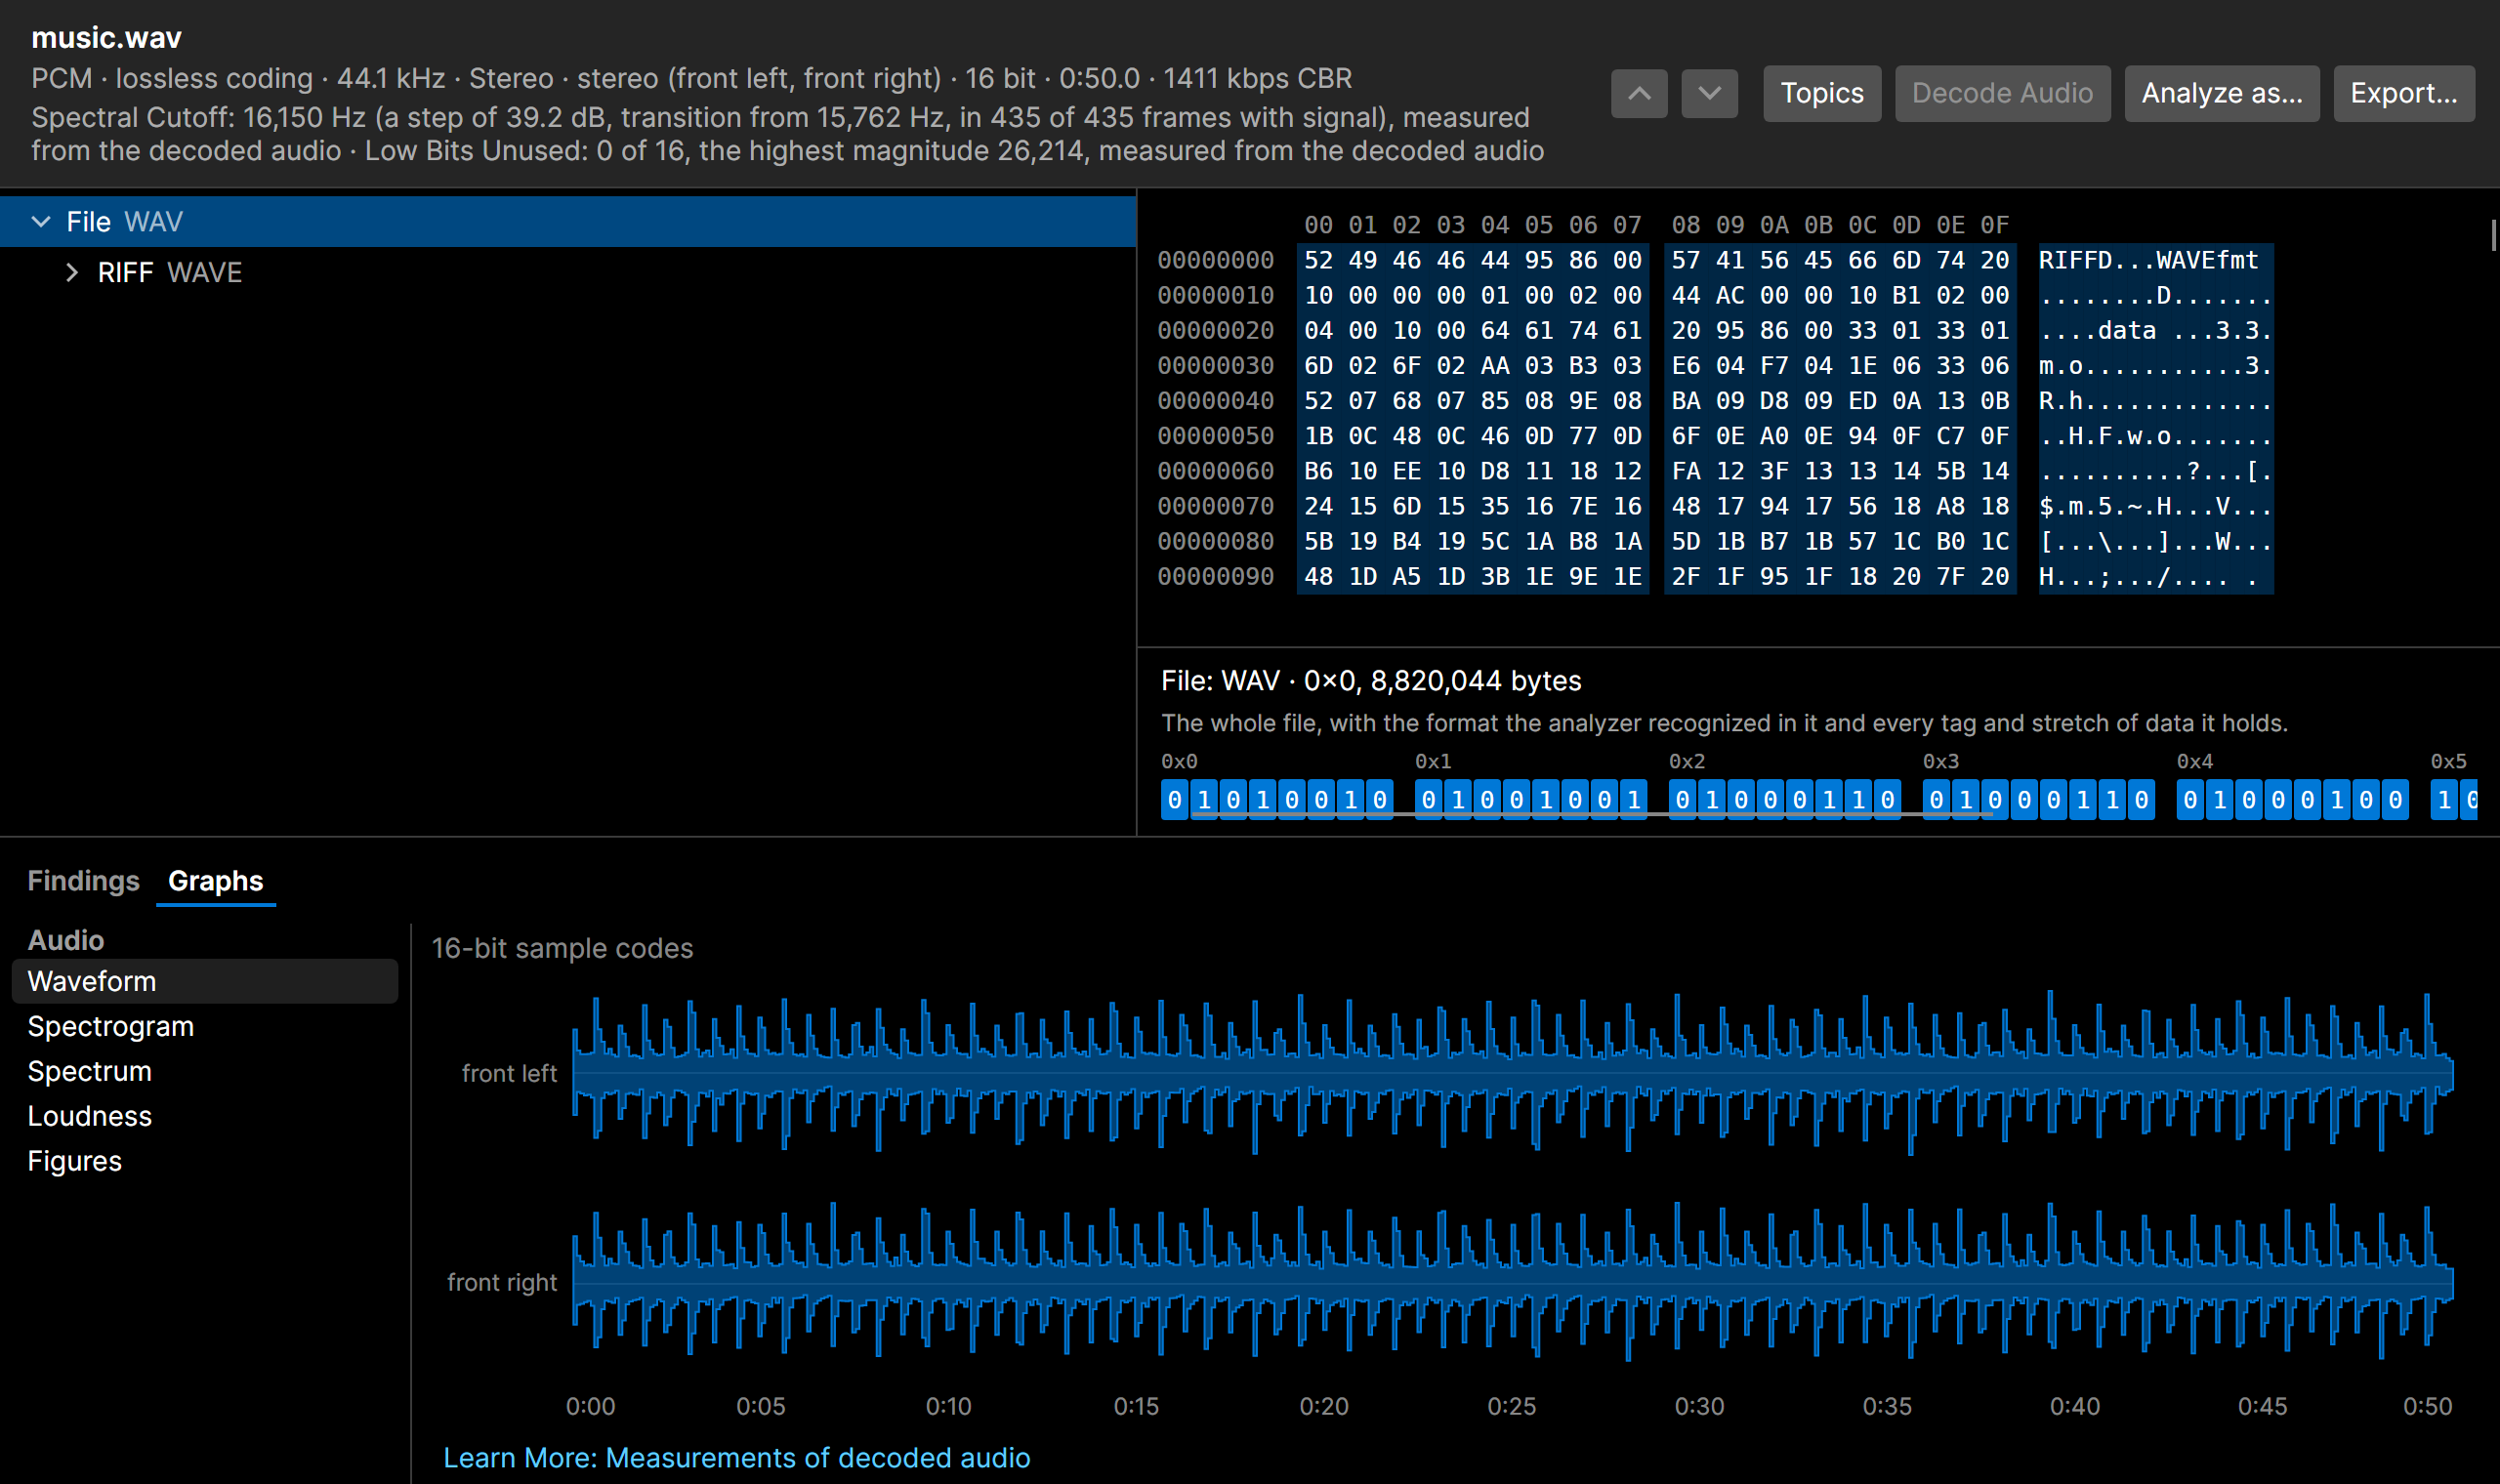 music.wav
PCM · lossless coding · 44.1 kHz · Stereo · stereo (front left, front right) · 16 bit · 0:50.0 · 1411 kbps CBR
Spectral Cutoff: 16,150 Hz (a step of 39.2 dB, transition from 15,762 Hz, in 435 of 435 frames with signal), measured
from the decoded audio · Low Bits Unused: 0 of 16, the highest magnitude 26,214, measured from the decoded audio
Topics
Decode Audio
Analyze as...
Export...
File WAV
RIFF WAVE
00 01 02 03 04 05 06 07 08 09 0A 0B 0C 0D 0E 0F
00000000 52 49 46 46 44 95 86 00 57 41 56 45 66 6D 74 20 RIFFD...WAVEfmt
00000010 10 00 00 00 01 00 02 00 44 AC 00 00 10 B1 02 00 ........D.......
00000020 04 00 10 00 64 61 74 61 20 95 86 00 33 01 33 01 ....data ...3.3.
00000030 6D 02 6F 02 AA 03 B3 03 E6 04 F7 04 1E 06 33 06 m.o...........3.
00000040 52 07 68 07 85 08 9E 08 BA 09 D8 09 ED 0A 13 0B R.h.............
00000050 1B 0C 48 0C 46 0D 77 0D 6F 0E A0 0E 94 0F C7 0F ..H.F.w.o.......
00000060 B6 10 EE 10 D8 11 18 12 FA 12 3F 13 13 14 5B 14 ..........?...[.
00000070 24 15 6D 15 35 16 7E 16 48 17 94 17 56 18 A8 18 $.m.5.~.H...V...
00000080 5B 19 B4 19 5C 1A B8 1A 5D 1B B7 1B 57 1C B0 1C [...\...]...W...
00000090 48 1D A5 1D 3B 1E 9E 1E 2F 1F 95 1F 18 20 7F 20 H...;.../.... .
File: WAV · 0×0, 8,820,044 bytes
The whole file, with the format the analyzer recognized in it and every tag and stretch of data it holds.
0x0 0x1 0x2 0x3 0x4 0x5
0 1 0 1 0 0 1 0 0 1 0 0 1 0 0 1 0 1 0 0 0 1 1 0 0 1 0 0 0 1 1 0 0 1 0 0 0 1 0 0 1 0
Findings
Graphs
Audio
Waveform
Spectrogram
Spectrum
Loudness
Figures
16-bit sample codes
front left
front right
0:00 0:05 0:10 0:15 0:20 0:25 0:30 0:35 0:40 0:45 0:50
Learn More: Measurements of decoded audio